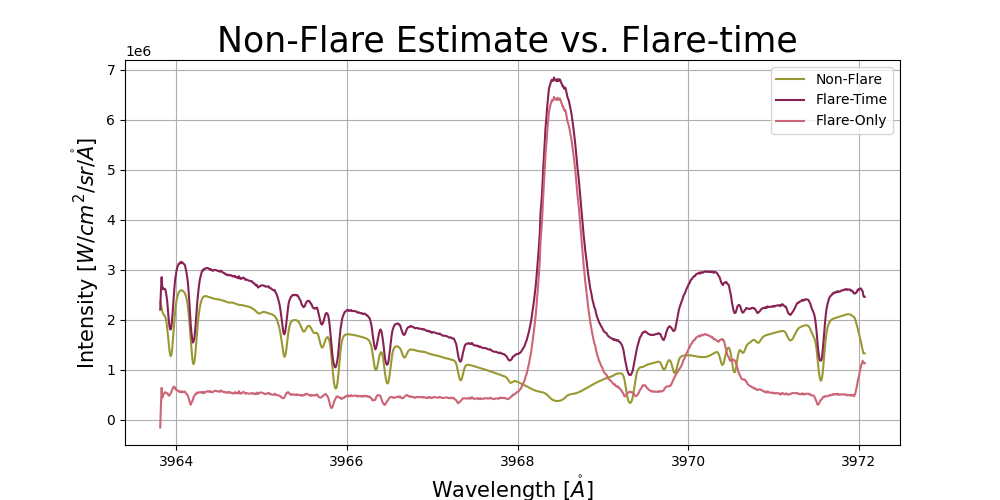 Non-Flare Estimate vs. Flare-time
1e6
7
6
5
4
3
2
1
0
Intensity [W/cm²/sr/Å]
Non-Flare
Flare-Time
Flare-Only
3964 3966 3968 3970 3972
Wavelength [Å]